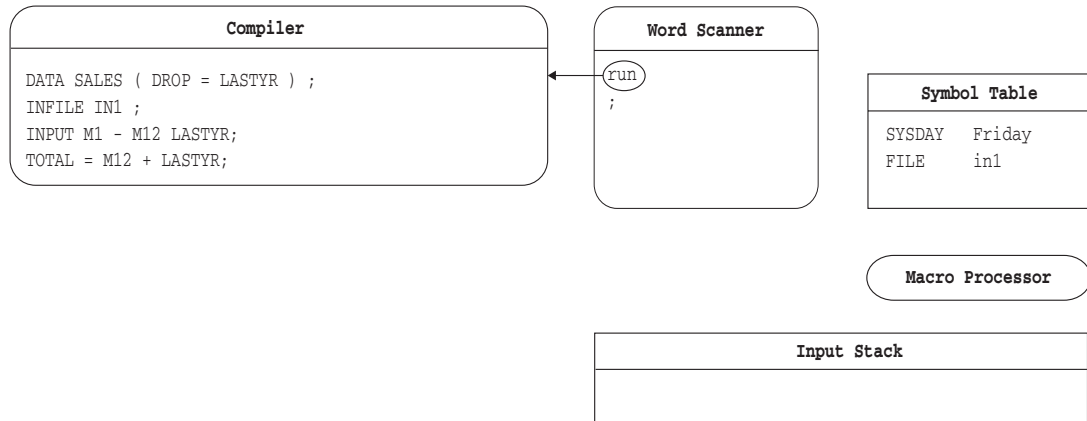 Compiler
DATA SALES ( DROP = LASTYR ) ;
INFILE IN1 ;
INPUT M1 - M12 LASTYR;
TOTAL = M12 + LASTYR;
Word Scanner
run
;
Symbol Table
SYSDAY Friday
FILE in1
Macro Processor
Input Stack